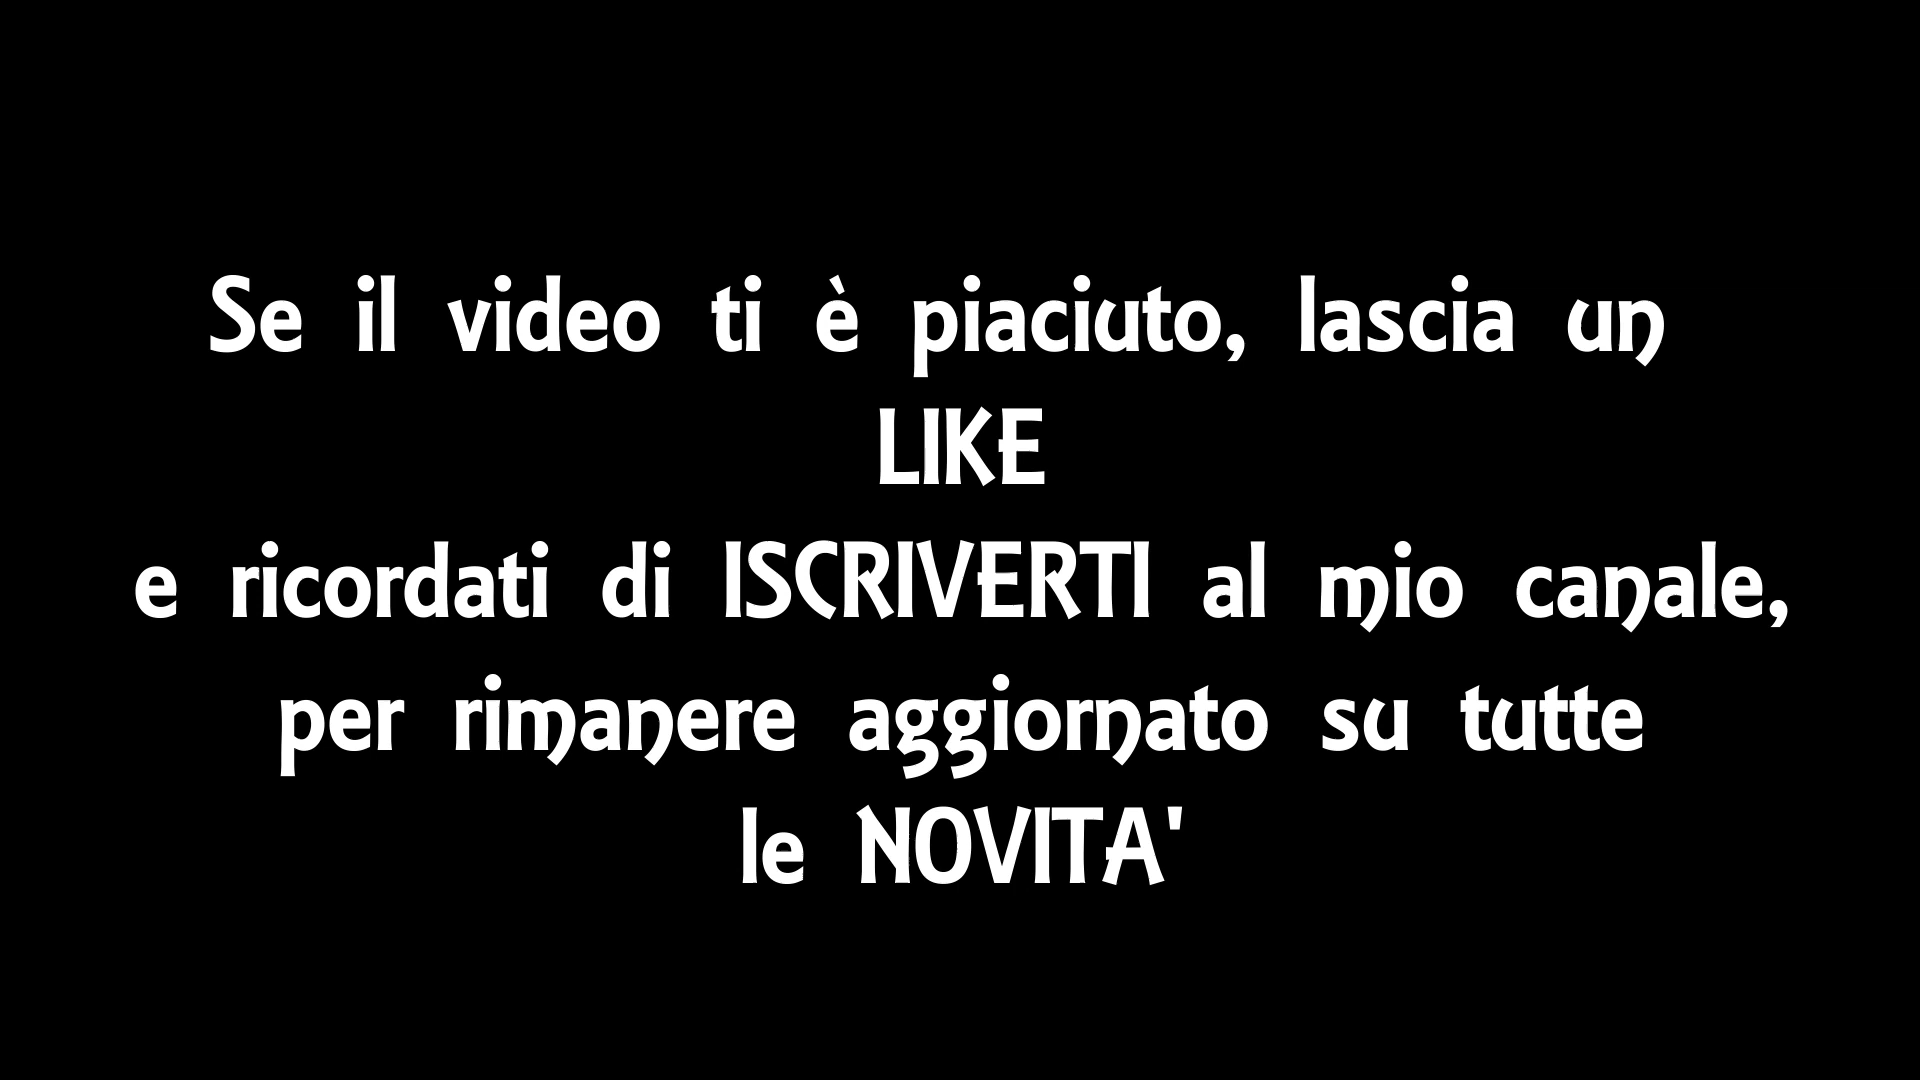 Se il video ti è piaciuto, lascia un
LIKE
e ricordati di ISCRIVERTI al mio canale,
per rimanere aggiornato su tutte
le NOVITA'